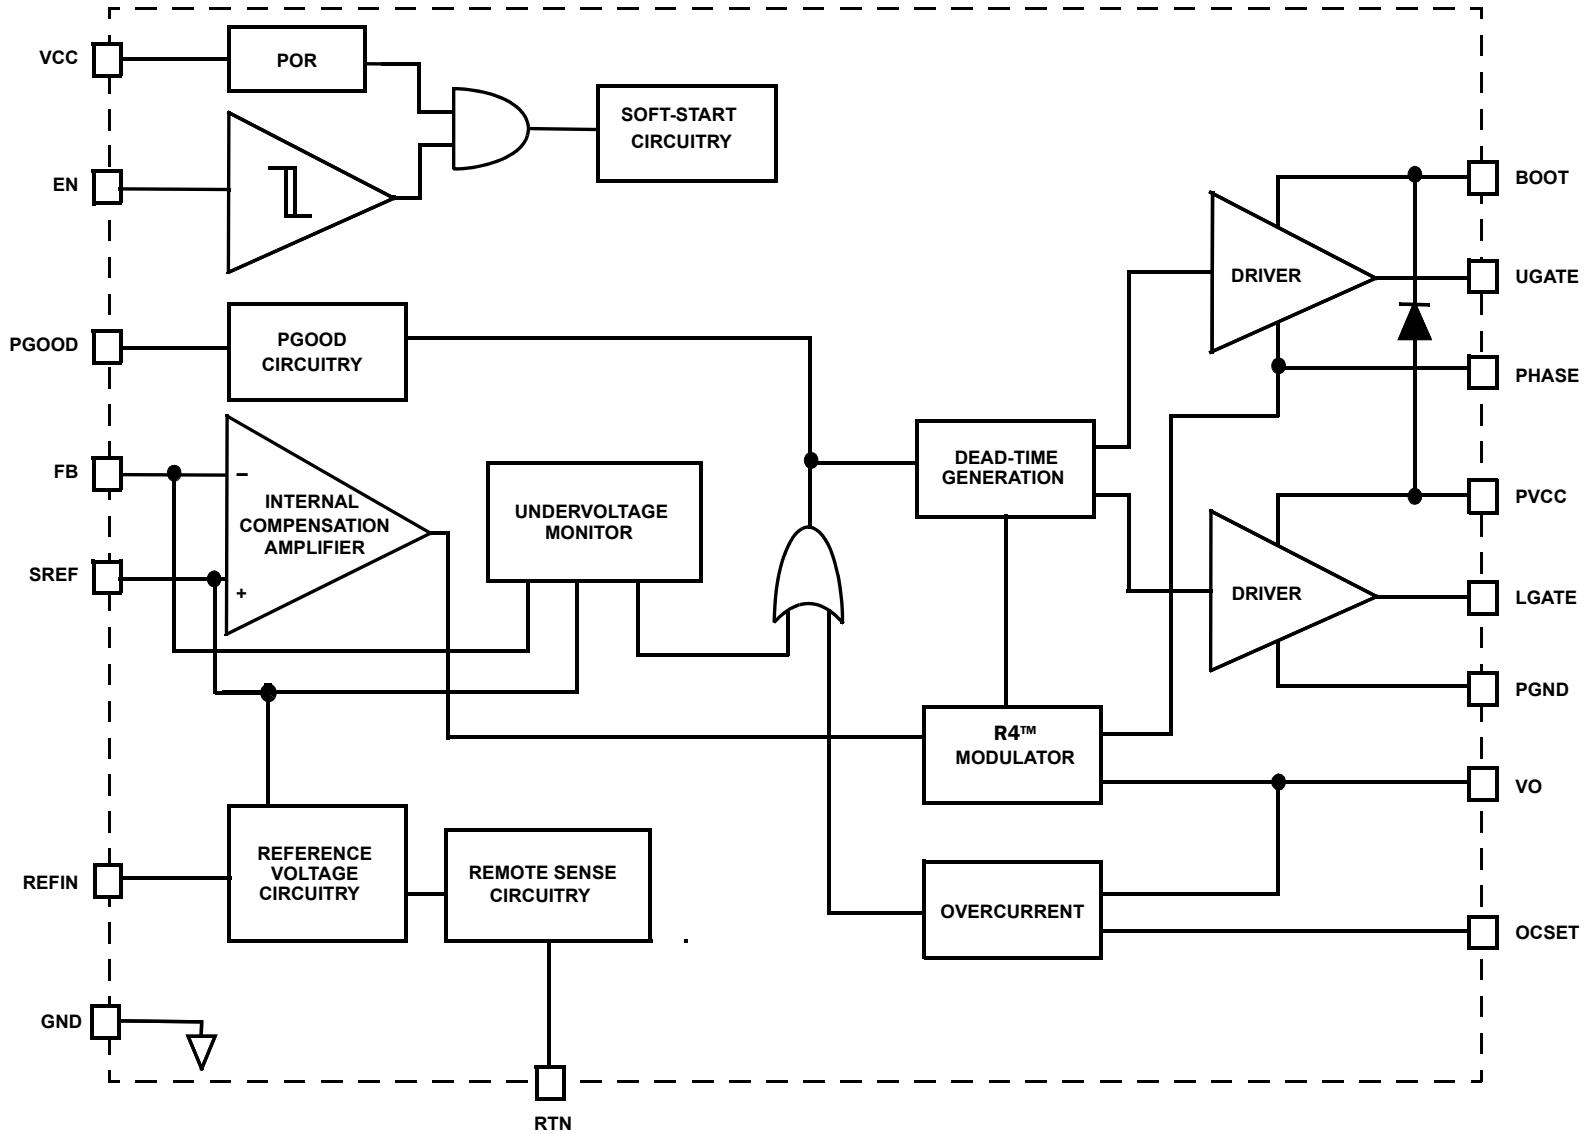 VCC
POR
SOFT-START
CIRCUITRY
EN
BOOT
DRIVER
UGATE
PGOOD
PGOOD
CIRCUITRY
PHASE
FB
−
INTERNAL
COMPENSATION
AMPLIFIER
+
UNDERVOLTAGE
MONITOR
DEAD-TIME
GENERATION
PVCC
SREF
DRIVER
LGATE
PGND
R4™
MODULATOR
VO
REFIN
REFERENCE
VOLTAGE
CIRCUITRY
REMOTE SENSE
CIRCUITRY
OVERCURRENT
OCSET
GND
RTN